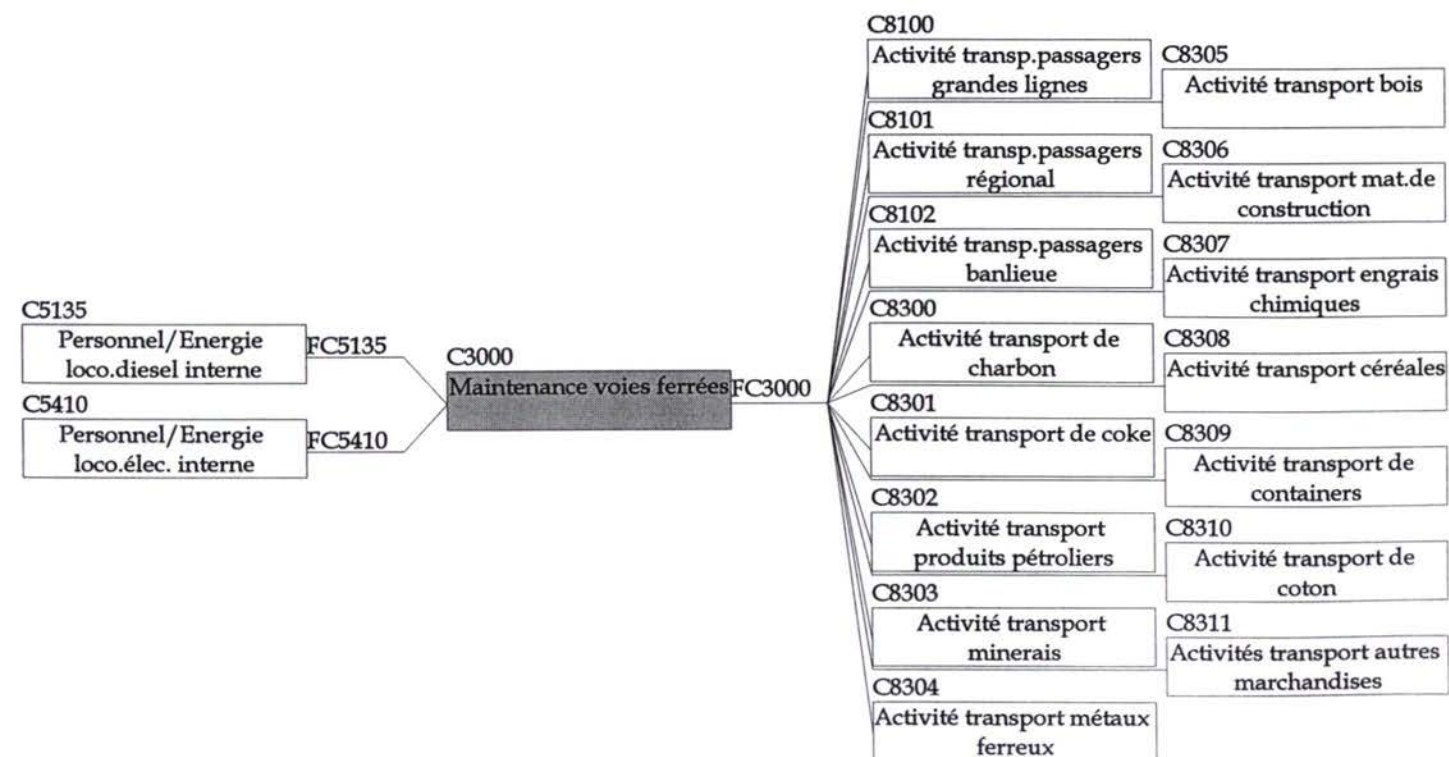 C5135
Personnel/Energie
loco.diesel interne
FC5135
C5410
Personnel/Energie
loco.élec. interne
FC5410
C3000
Maintenance voies ferrées
FC3000
C8100
Activité transp.passagers
grandes lignes
C8101
Activité transp.passagers
régional
C8102
Activité transp.passagers
banlieue
C8300
Activité transport de
charbon
C8301
Activité transport de coke
C8302
Activité transport
produits pétroliers
C8303
Activité transport
minerais
C8304
Activité transport métaux
ferreux
C8305
Activité transport bois
C8306
Activité transport mat.de
construction
C8307
Activité transport engrais
chimiques
C8308
Activité transport céréales
C8309
Activité transport de
containers
C8310
Activité transport de
coton
C8311
Activités transport autres
marchandises